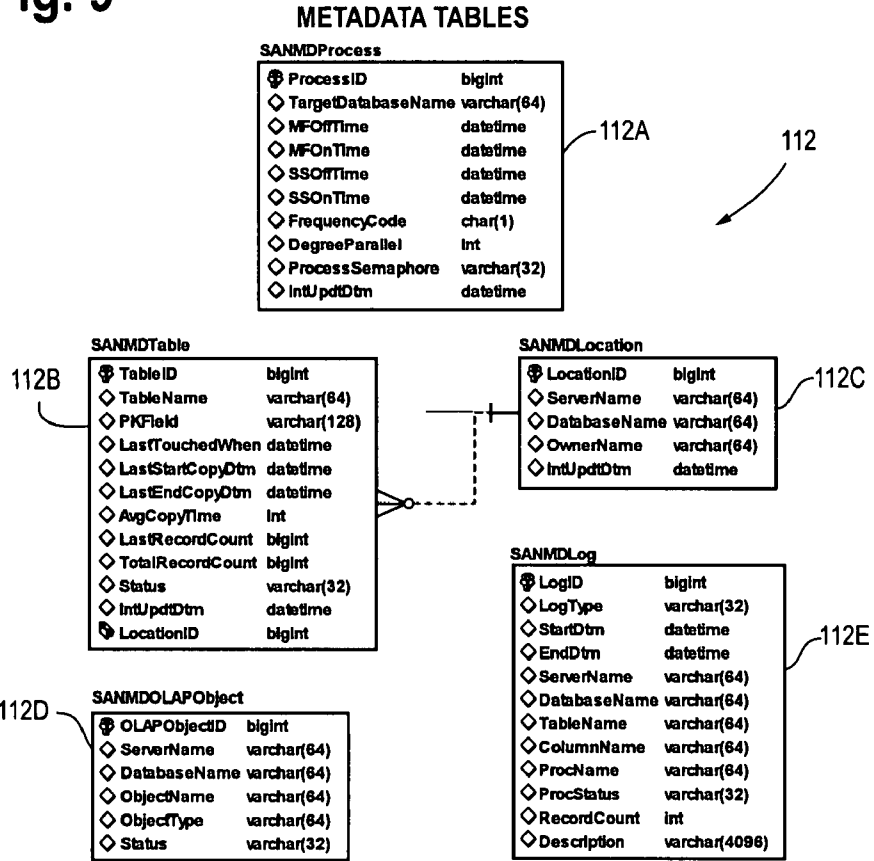 ig. 9
METADATA TABLES
SANMDProcess
ProcessID bigint
TargetDatabaseName varchar(64)
MFOffTime datetime
MFOnTime datetime
SSOffTime datetime
SSOnTime datetime
FrequencyCode char(1)
DegreeParallel int
ProcessSemaphore varchar(32)
IntUpdtDtm datetime
112A
112
SANMDTable
TableID bigint
TableName varchar(64)
PKField varchar(128)
LastTouchedWhen datetime
LastStartCopyDtm datetime
LastEndCopyDtm datetime
AvgCopyTime int
LastRecordCount bigint
TotalRecordCount bigint
Status varchar(32)
IntUpdtDtm datetime
LocationID bigint
112B
SANMDLocation
LocationID bigint
ServerName varchar(64)
DatabaseName varchar(64)
OwnerName varchar(64)
IntUpdtDtm datetime
112C
SANMDOLAPObject
OLAPObjectID bigint
ServerName varchar(64)
DatabaseName varchar(64)
ObjectName varchar(64)
ObjectType varchar(64)
Status varchar(32)
112D
SANMDLog
LogID bigint
LogType varchar(32)
StartDtm datetime
EndDtm datetime
ServerName varchar(64)
DatabaseName varchar(64)
TableName varchar(64)
ColumnName varchar(64)
ProcName varchar(64)
ProcStatus varchar(32)
RecordCount int
Description varchar(4096)
112E